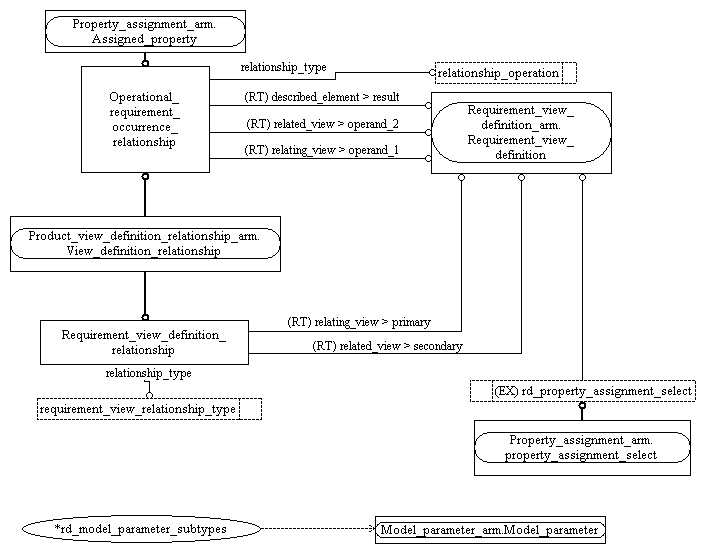 Property_assignment_arm.
Assigned_property
relationship_type
relationship_operation
Operational_
requirement_
occurrence_
relationship
(RT) described_element > result
(RT) related_view > operand_2
(RT) relating_view > operand_1
Requirement_view_
definition_arm.
Requirement_view_
definition
Product_view_definition_relationship_arm.
View_definition_relationship
Requirement_view_definition_
relationship
(RT) relating_view > primary
(RT) related_view > secondary
relationship_type
requirement_view_relationship_type
(EX) rd_property_assignment_select
Property_assignment_arm.
property_assignment_select
*rd_model_parameter_subtypes
Model_parameter_arm.Model_parameter